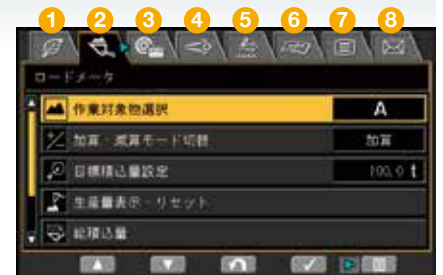 1 2 3 4 5 6 7 8
ロードメータ
作業対象物選択 A
加算・減算モード切替 加算
目標積込量設定 100.0 t
生産量表示・リセット
総積込量